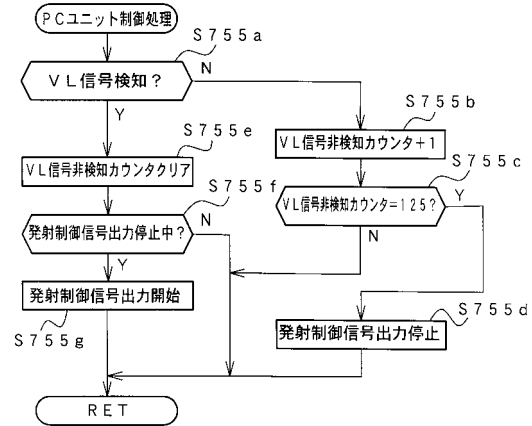 PCユニット制御処理
S755a
VL信号検知?
N
Y
S755b
VL信号非検知カウンタ+1
S755e
VL信号非検知カウンタクリア
S755c
VL信号非検知カウンタ=125?
Y
N
S755f
発射制御信号出力停止中?
N
Y
発射制御信号出力開始
S755g
S755d
発射制御信号出力停止
RET